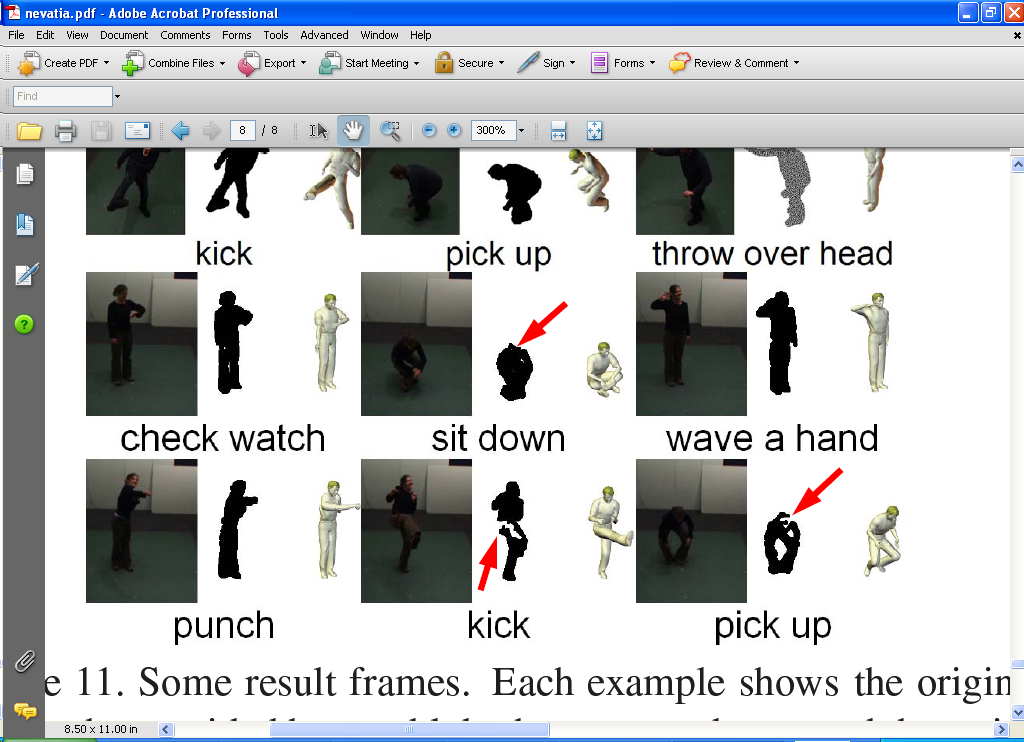 nevatia.pdf - Adobe Acrobat Professional
File Edit View Document Comments Forms Tools Advanced Window Help
Create PDF Combine Files Export Start Meeting Secure Sign Forms Review & Comment
Find
8 / 8 300%
kick pick up throw over head
check watch sit down wave a hand
punch kick pick up
e 11. Some result frames. Each example shows the origin
8.50 x 11.00 in